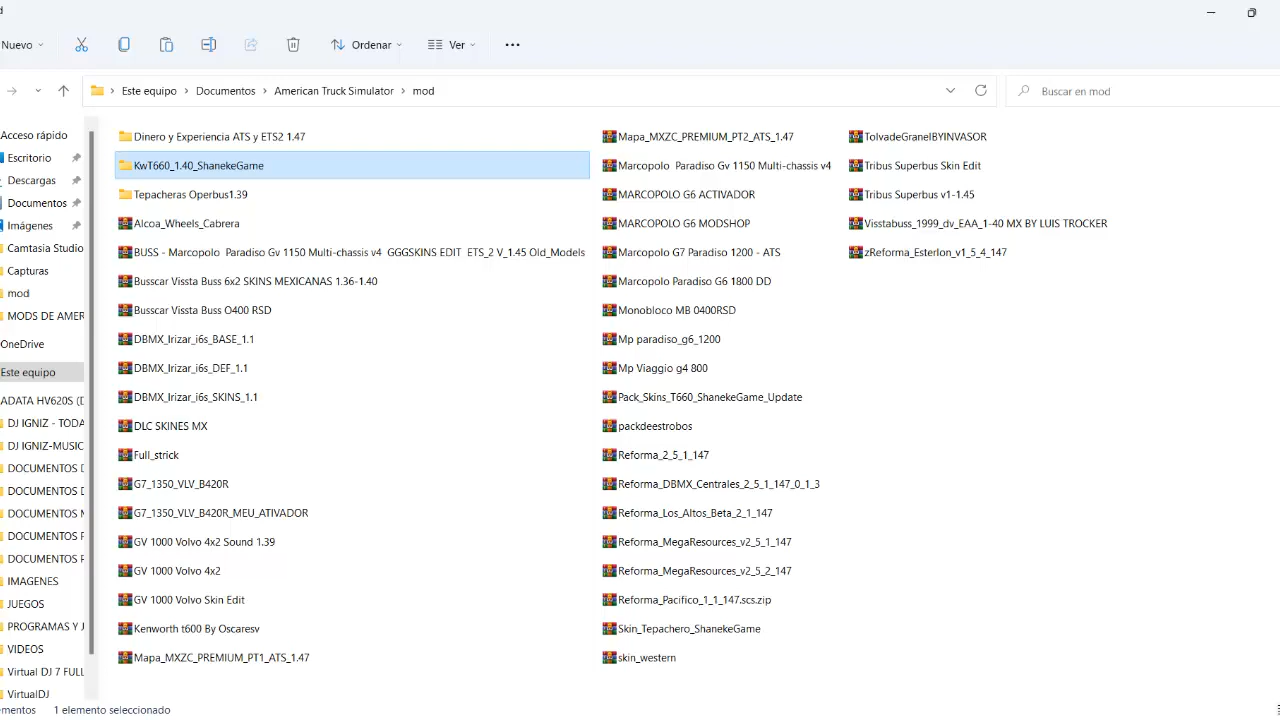 Nuevo
Ordenar
Ver
Este equipo > Documentos > American Truck Simulator > mod
Buscar en mod
Acceso rápido
Escritorio
Descargas
Documentos
Imágenes
Camtasia Studio
Capturas
mod
MODS DE AMER
OneDrive
Este equipo
ADATA HV620S (D
DJ IGNIZ - TODA
DJ IGNIZ-MUSIC
DOCUMENTOS D
DOCUMENTOS D
DOCUMENTOS M
DOCUMENTOS P
DOCUMENTOS P
IMAGENES
JUEGOS
PROGRAMAS Y J
VIDEOS
Virtual DJ 7 FULL
VirtualDJ
Dinero y Experiencia ATS y ETS2 1.47
KwT660_1.40_ShanekeGame
Tepacheras Operbus1.39
Alcoa_Wheels_Cabrera
BUSS - Marcopolo Paradiso Gv 1150 Multi-chassis v4 GGGSKINS EDIT ETS_2 V_1.45 Old_Models
Busscar Vissta Buss 6x2 SKINS MEXICANAS 1.36-1.40
Busscar Vissta Buss O400 RSD
DBMX_Irizar_i6s_BASE_1.1
DBMX_Irizar_i6s_DEF_1.1
DBMX_Irizar_i6s_SKINS_1.1
DLC SKINES MX
Full_strick
G7_1350_VLV_B420R
G7_1350_VLV_B420R_MEU_ATIVADOR
GV 1000 Volvo 4x2 Sound 1.39
GV 1000 Volvo 4x2
GV 1000 Volvo Skin Edit
Kenworth t600 By Oscaresv
Mapa_MXZC_PREMIUM_PT1_ATS_1.47
Mapa_MXZC_PREMIUM_PT2_ATS_1.47
Marcopolo Paradiso Gv 1150 Multi-chassis v4
MARCOPOLO G6 ACTIVADOR
MARCOPOLO G6 MODSHOP
Marcopolo G7 Paradiso 1200 - ATS
Marcopolo Paradiso G6 1800 DD
Monobloco MB 0400RSD
Mp paradiso_g6_1200
Mp Viaggio g4 800
Pack_Skins_T660_ShanekeGame_Update
packdeestrobos
Reforma_2_5_1_147
Reforma_DBMX_Centrales_2_5_1_147_0_1_3
Reforma_Los_Altos_Beta_2_1_147
Reforma_MegaResources_v2_5_1_147
Reforma_MegaResources_v2_5_2_147
Reforma_Pacifico_1_1_147.scs.zip
Skin_Tepachero_ShanekeGame
skin_western
TolvadeGranelBYINVASOR
Tribus Superbus Skin Edit
Tribus Superbus v1-1.45
Visstabuss_1999_dv_EAA_1-40 MX BY LUIS TROCKER
zReforma_Esterlon_v1_5_4_147
ementos 1 elemento seleccionado